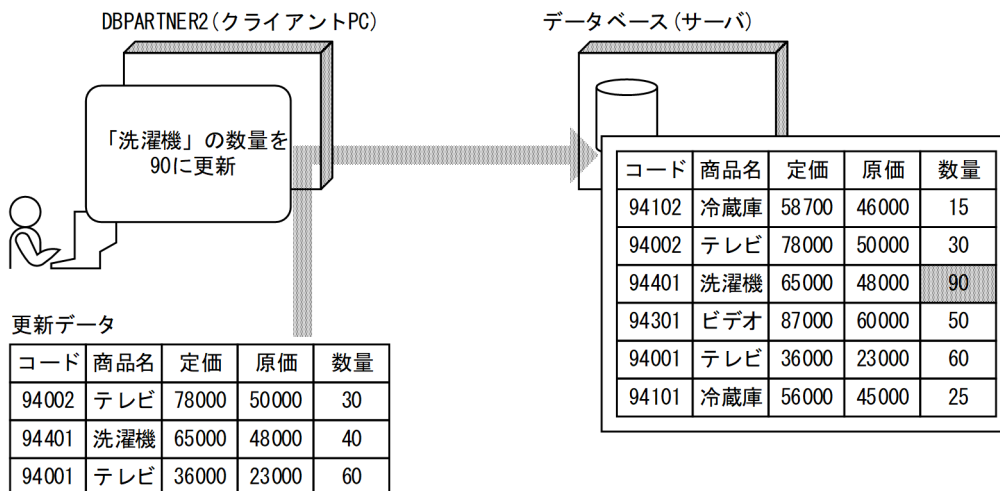 DBPARTNER2(クライアントPC)
データベース(サーバ)
「洗濯機」の数量を
90に更新
コード 商品名 定価 原価 数量
94102 冷蔵庫 58700 46000 15
94002 テレビ 78000 50000 30
94401 洗濯機 65000 48000 90
94301 ビデオ 87000 60000 50
94001 テレビ 36000 23000 60
94101 冷蔵庫 56000 45000 25
更新データ
コード 商品名 定価 原価 数量
94002 テレビ 78000 50000 30
94401 洗濯機 65000 48000 40
94001 テレビ 36000 23000 60